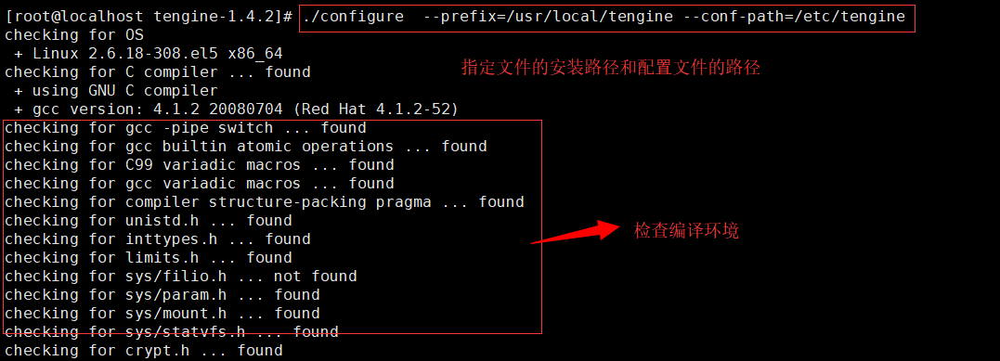 [root@localhost tengine-1.4.2]# ./configure  --prefix=/usr/local/tengine --conf-path=/etc/tengine
checking for OS
 + Linux 2.6.18-308.el5 x86_64
checking for C compiler ... found
指定文件的安装路径和配置文件的路径
 + using GNU C compiler
 + gcc version: 4.1.2 20080704 (Red Hat 4.1.2-52)
checking for gcc -pipe switch ... found
checking for gcc builtin atomic operations ... found
checking for C99 variadic macros ... found
checking for gcc variadic macros ... found
checking for compiler structure-packing pragma ... found
checking for unistd.h ... found
检查编译环境
checking for inttypes.h ... found
checking for limits.h ... found
checking for sys/filio.h ... not found
checking for sys/param.h ... found
checking for sys/mount.h ... found
checking for sys/statvfs.h ... found
checking for crypt.h ... found